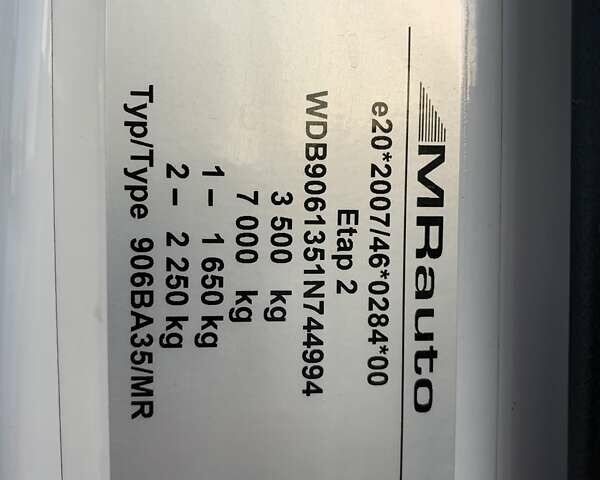 MRauto
e20*2007/46*0284*00
Etap 2
WDB9061351N744994
3 500 kg
7 000 kg
1 – 1 650 kg
2 – 2 250 kg
Typ/Type 906BA35/MR